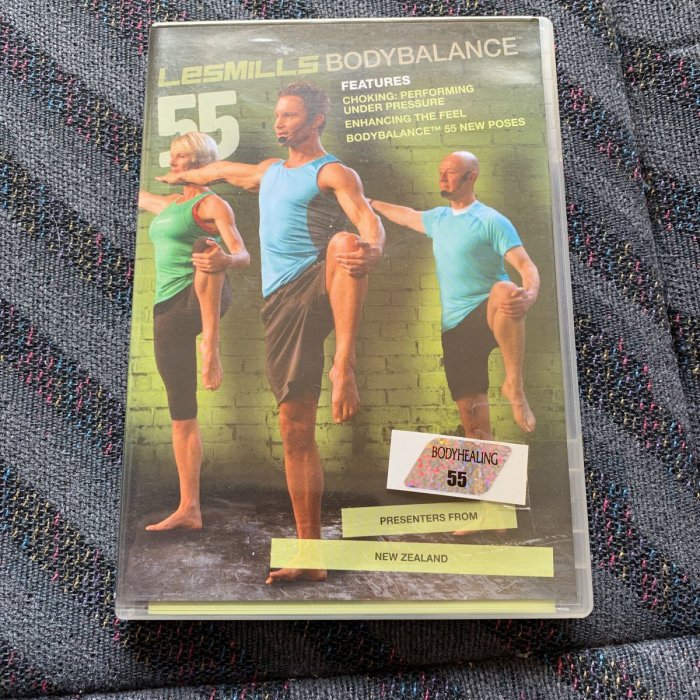 LESMILLS BODYBALANCE™
55
FEATURES
CHOKING: PERFORMING
UNDER PRESSURE
ENHANCING THE FEEL
BODYBALANCE™ 55 NEW POSES
BODYHEALING
55
PRESENTERS FROM
NEW ZEALAND